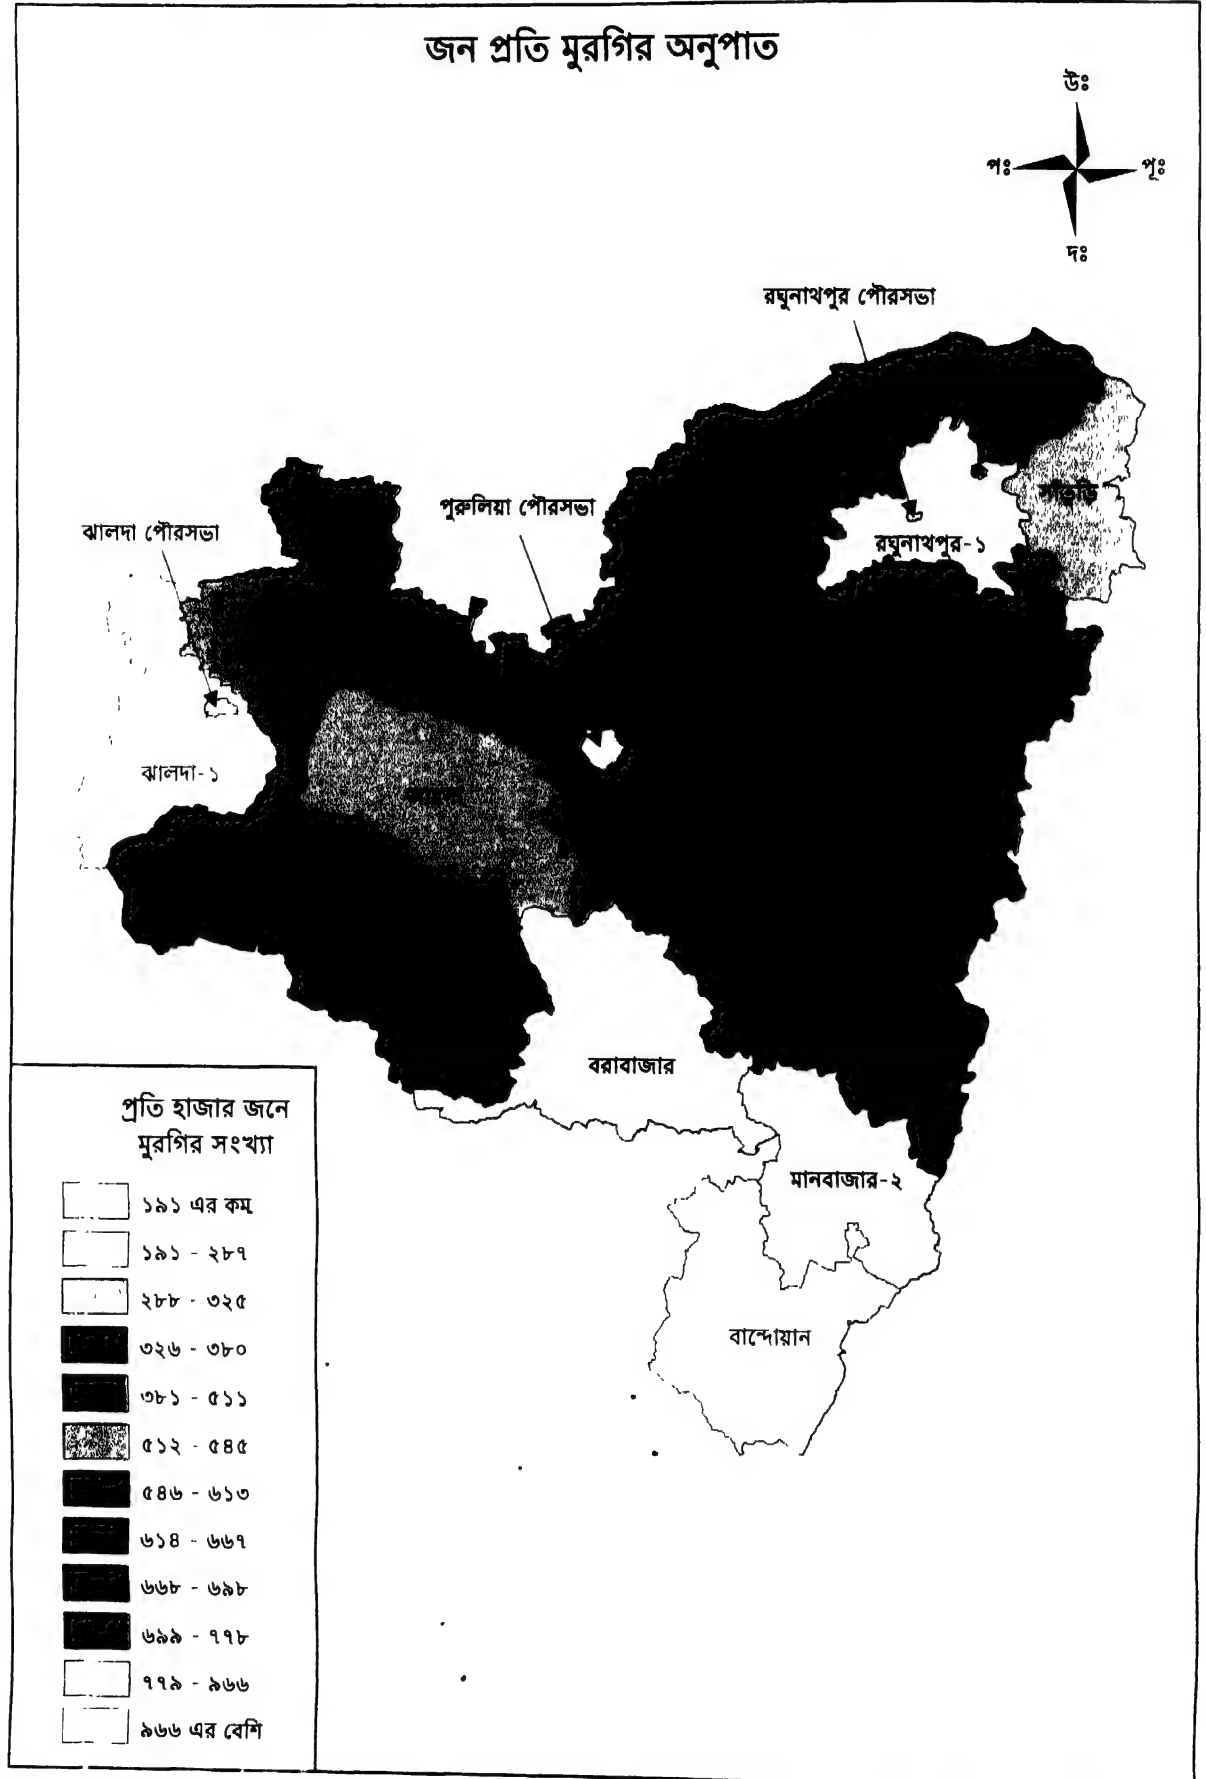 জন প্রতি মুরগির অনুপাত
উঃ
পঃ
পূঃ
দঃ
রঘুনাথপুর পৌরসভা
পুরুলিয়া পৌরসভা
ঝালদা পৌরসভা
রঘুনাথপুর-১
ঝালদা-১
বরাবাজার
মানবাজার-২
বান্দোয়ান
প্রতি হাজার জনে
মুরগির সংখ্যা
১৯১ এর কম
১৯১ - ২৮৭
২৮৮ - ৩২৫
৩২৬ - ৩৮০
৩৮১ - ৫১১
৫১২ - ৫৪৫
৫৪৬ - ৬১৩
৬১৪ - ৬৬৭
৬৬৮ - ৬৯৮
৬৯৯ - ৭৭৮
৭৭৯ - ৯৬৬
৯৬৬ এর বেশি